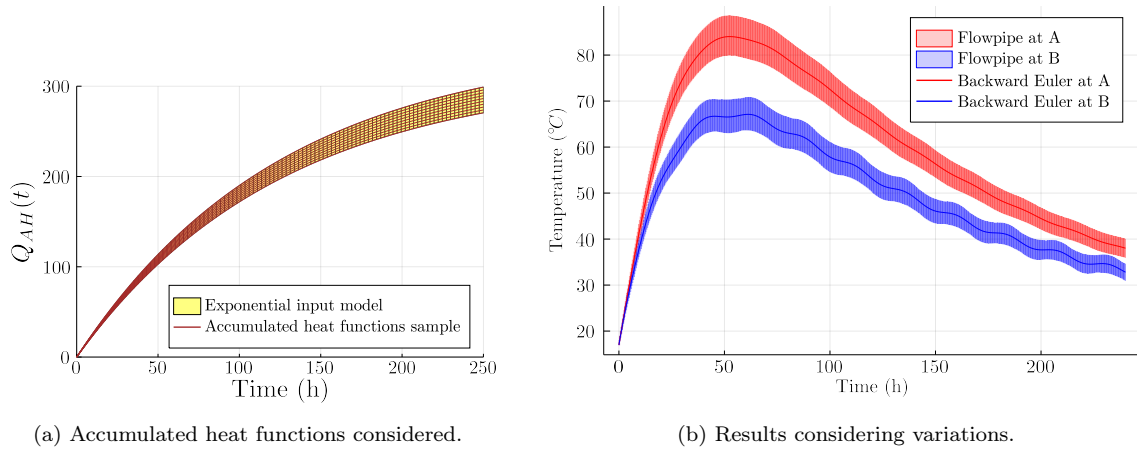 300
200
100
0
Q_{AH}(t)
0
50
100
150
200
250
Time (h)
Exponential input model
Accumulated heat functions sample
(a) Accumulated heat functions considered.
80
70
60
50
40
30
20
Temperature (°C)
0
50
100
150
200
Time (h)
Flowpipe at A
Flowpipe at B
Backward Euler at A
Backward Euler at B
(b) Results considering variations.